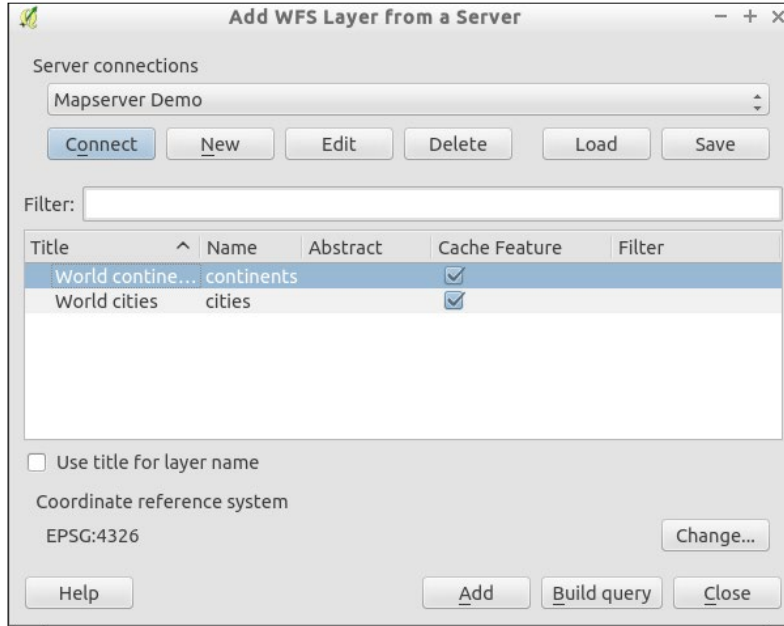 Add WFS Layer from a Server
Server connections
Mapserver Demo
Connect New Edit Delete Load Save
Filter:
Title Name Abstract Cache Feature Filter
World contine... continents
World cities cities
Use title for layer name
Coordinate reference system
EPSG:4326 Change...
Help Add Build query Close